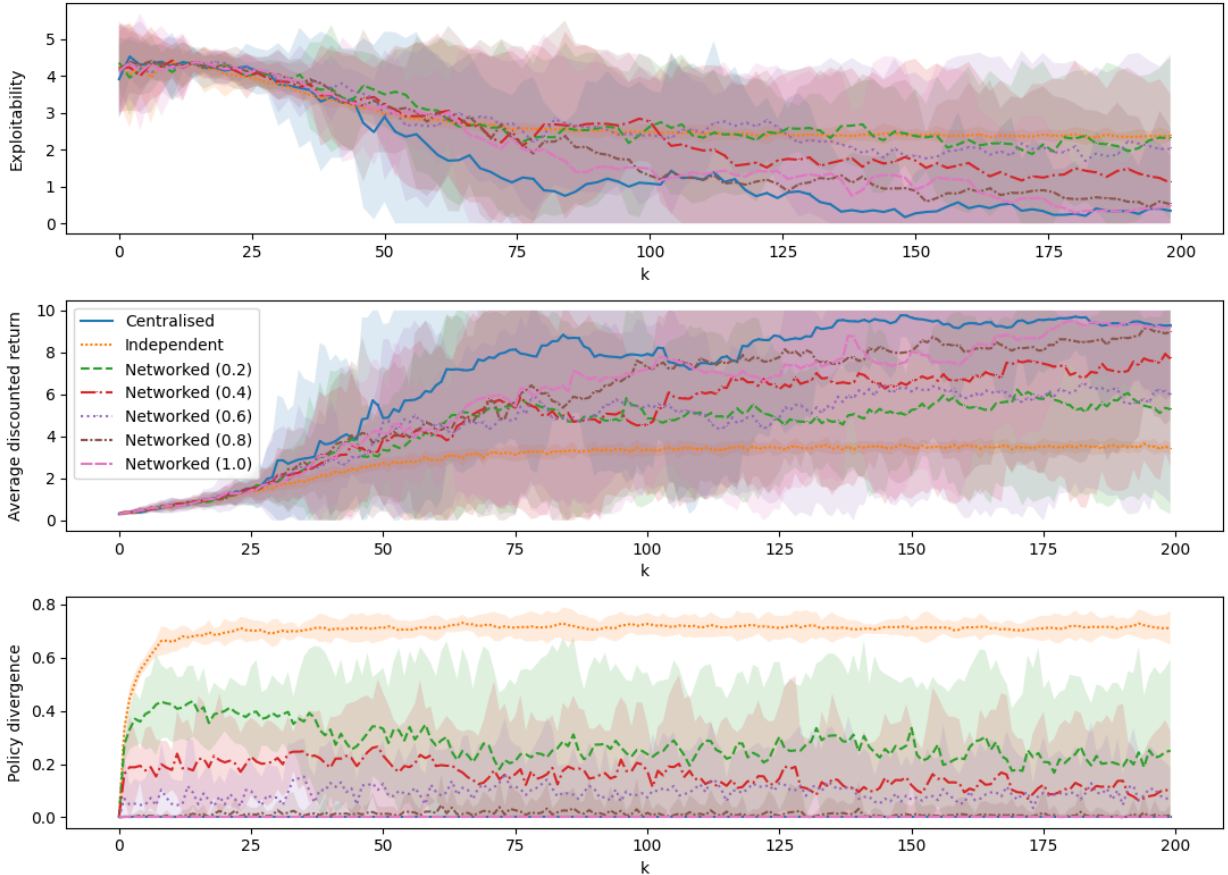 Exploitability
5
4
3
2
1
0
0 25 50 75 100 125 150 175 200
k
Average discounted return
10
8
6
4
2
0
Centralised
Independent
Networked (0.2)
Networked (0.4)
Networked (0.6)
Networked (0.8)
Networked (1.0)
0 25 50 75 100 125 150 175 200
k
Policy divergence
0.8
0.6
0.4
0.2
0.0
0 25 50 75 100 125 150 175 200
k